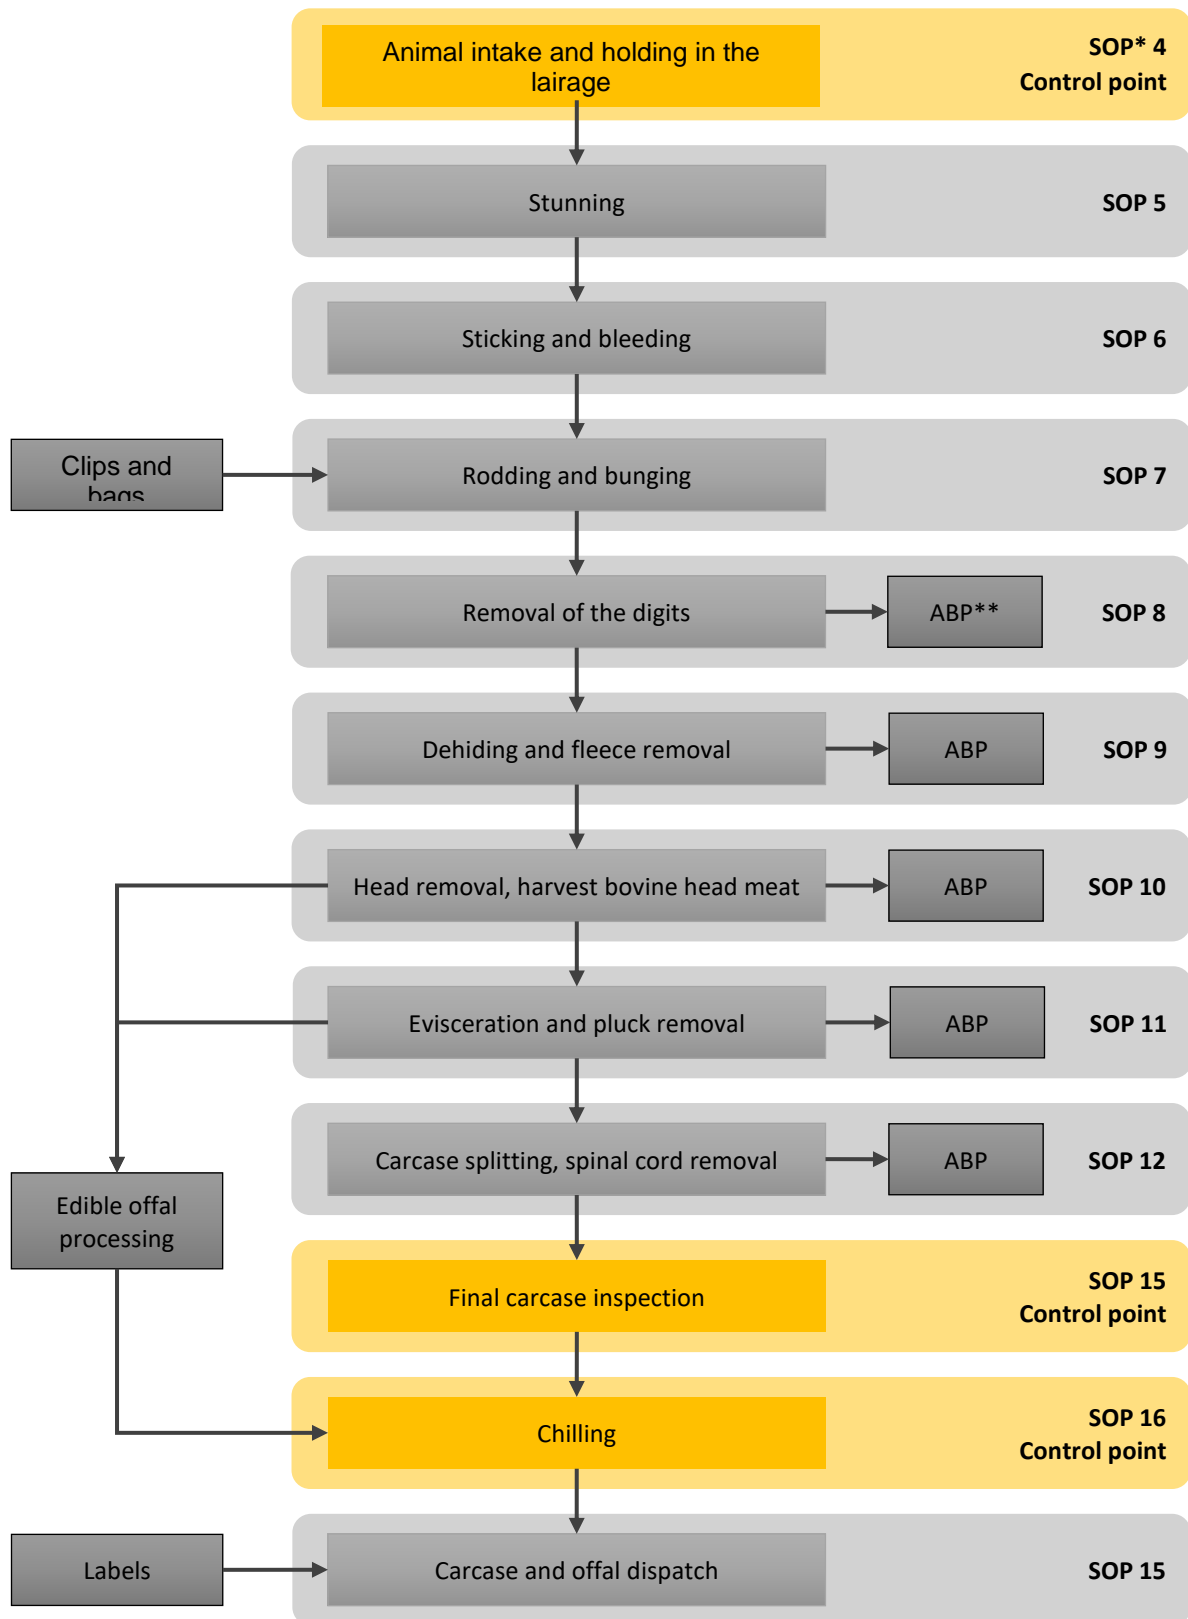 Animal intake and holding in the
lairage
SOP* 4
Control point
Stunning
SOP 5
Sticking and bleeding
SOP 6
Clips and
bags
Rodding and bunging
SOP 7
Removal of the digits
ABP**
SOP 8
Dehiding and fleece removal
ABP
SOP 9
Head removal, harvest bovine head meat
ABP
SOP 10
Evisceration and pluck removal
ABP
SOP 11
Carcase splitting, spinal cord removal
ABP
SOP 12
Edible offal
processing
Final carcase inspection
SOP 15
Control point
Chilling
SOP 16
Control point
Labels
Carcase and offal dispatch
SOP 15